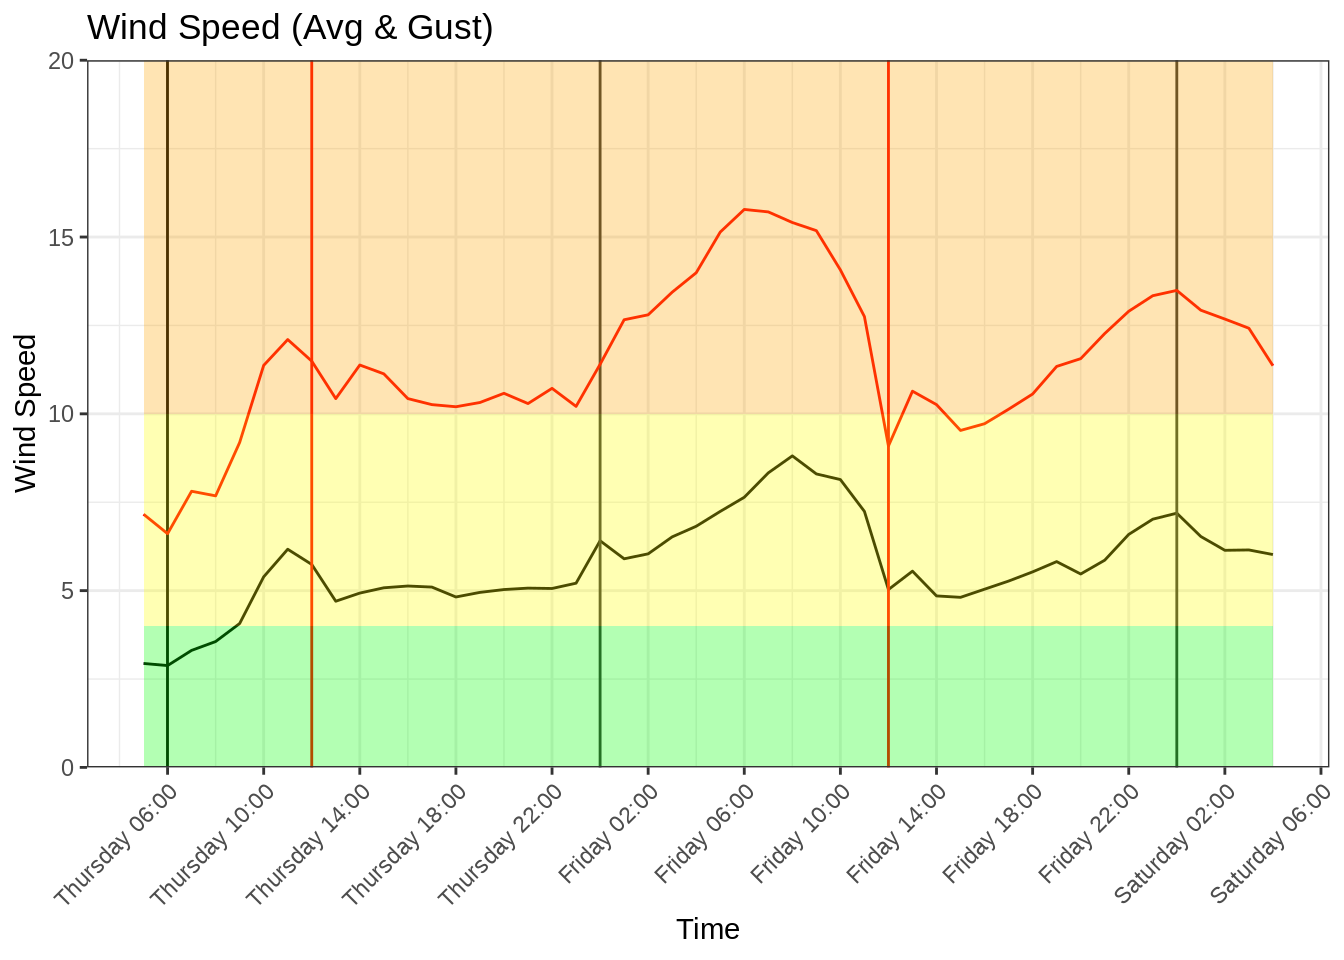 Wind Speed (Avg & Gust)
20
15
10
5
0
Wind Speed
Thursday 06:00
Thursday 10:00
Thursday 14:00
Thursday 18:00
Thursday 22:00
Friday 02:00
Friday 06:00
Friday 10:00
Friday 14:00
Friday 18:00
Friday 22:00
Saturday 02:00
Saturday 06:00
Time